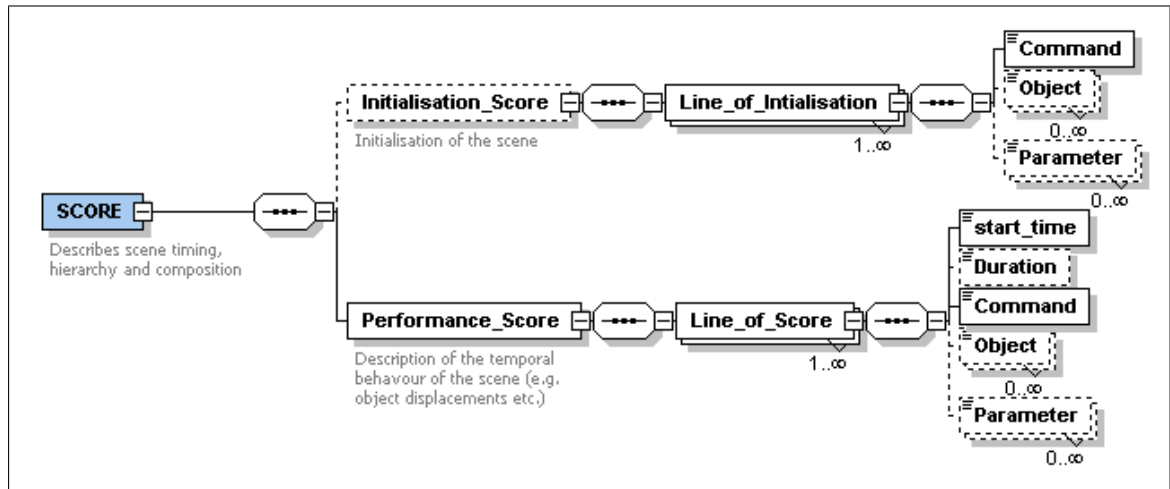 SCORE
Describes scene timing,
hierarchy and composition
Initialisation_Score
Initialisation of the scene
Line_of_Intialisation
1..∞
Command
Object
0..∞
Parameter
0..∞
Performance_Score
Description of the temporal
behavour of the scene (e.g.
object displacements etc.)
Line_of_Score
1..∞
start_time
Duration
Command
Object
0..∞
Parameter
0..∞